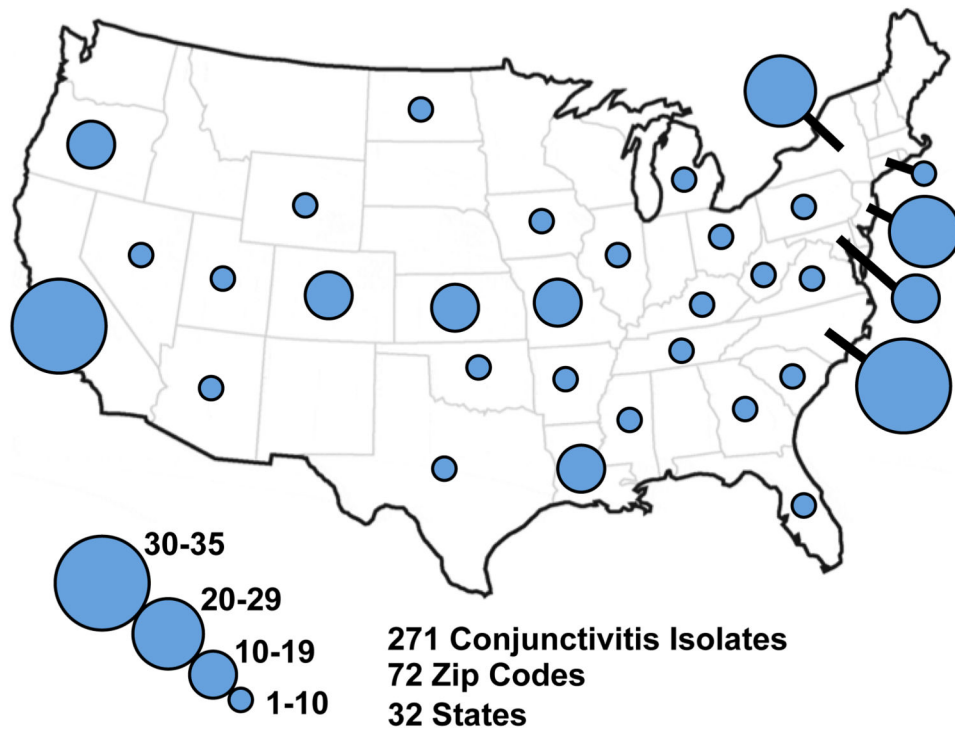 30-35
20-29
10-19
1-10
271 Conjunctivitis Isolates
72 Zip Codes
32 States